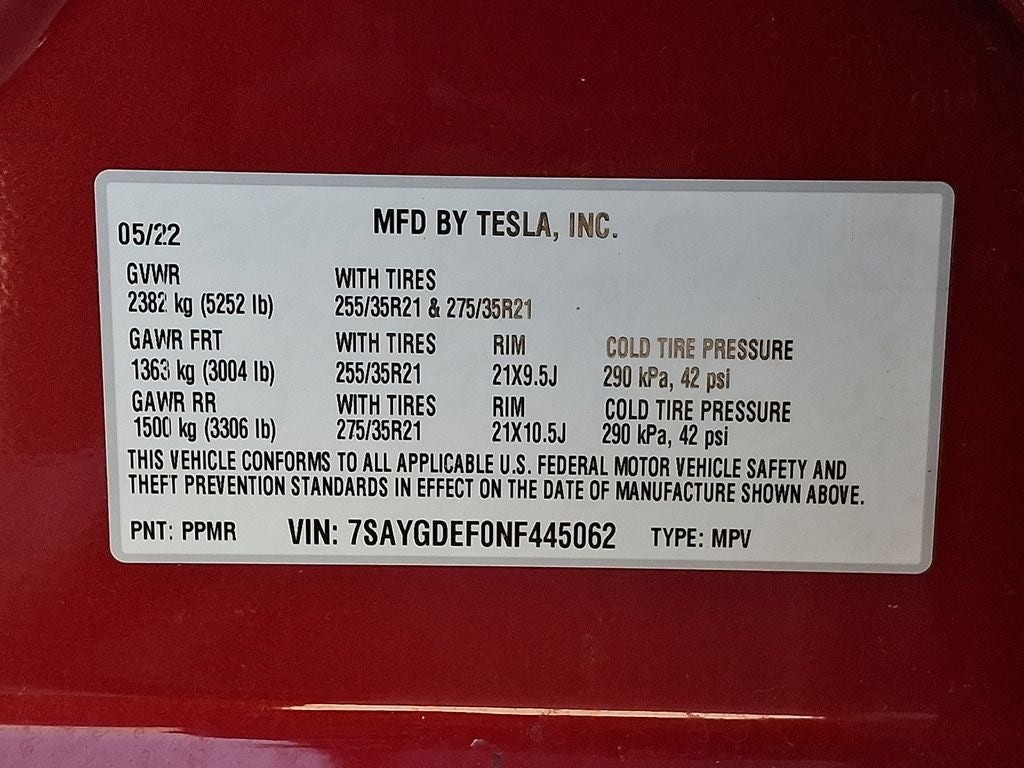 05/22 MFD BY TESLA, INC.
GVWR WITH TIRES
2382 kg (5252 lb) 255/35R21 & 275/35R21
GAWR FRT WITH TIRES RIM COLD TIRE PRESSURE
1363 kg (3004 lb) 255/35R21 21X9.5J 290 kPa, 42 psi
GAWR RR WITH TIRES RIM COLD TIRE PRESSURE
1500 kg (3306 lb) 275/35R21 21X10.5J 290 kPa, 42 psi
THIS VEHICLE CONFORMS TO ALL APPLICABLE U.S. FEDERAL MOTOR VEHICLE SAFETY AND
THEFT PREVENTION STANDARDS IN EFFECT ON THE DATE OF MANUFACTURE SHOWN ABOVE.
PNT: PPMR VIN: 7SAYGDEF0NF445062 TYPE: MPV